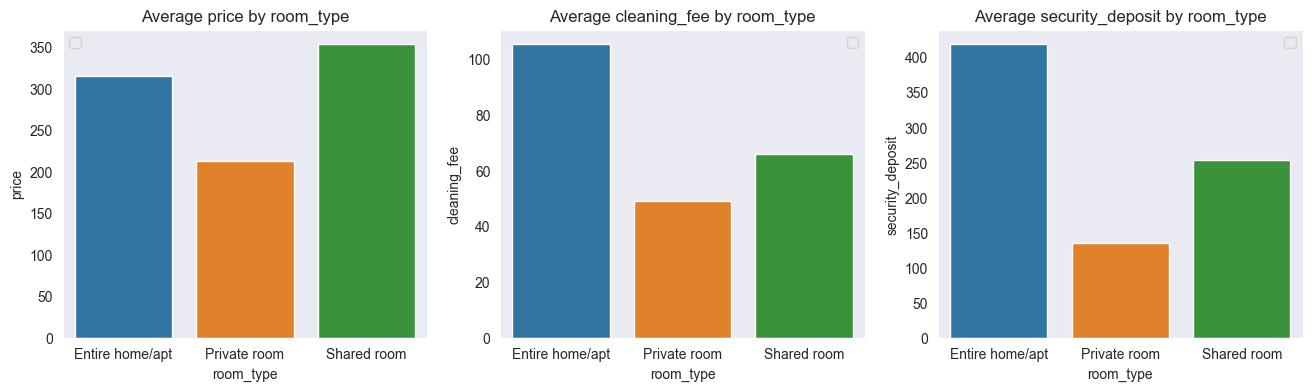 Average price by room_type
350
300
250
200
150
100
50
0
price
Entire home/apt
Private room
Shared room
room_type
Average cleaning_fee by room_type
100
80
60
40
20
0
cleaning_fee
Entire home/apt
Private room
Shared room
room_type
Average security_deposit by room_type
400
350
300
250
200
150
100
50
0
security_deposit
Entire home/apt
Private room
Shared room
room_type